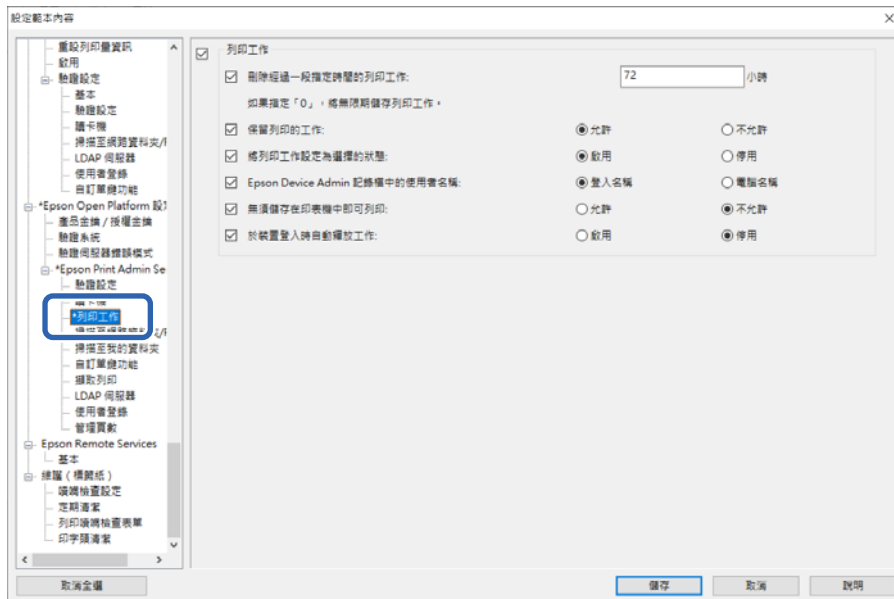 設定範本內容
重設列印量資訊
啟用
驗證設定
基本
驗證設定
讀卡機
掃描至網路資料夾/F
LDAP 伺服器
使用者登錄
自訂單鍵功能
*Epson Open Platform 設定
產品金鑰 / 授權金鑰
驗證系統
驗證伺服器錯誤模式
*Epson Print Admin Se
驗證設定
讀卡機
*列印工作
掃描至網路資料夾/F
掃描至我的資料夾
自訂單鍵功能
擷取列印
LDAP 伺服器
使用者登錄
管理頁數
Epson Remote Services
基本
維護 ( 標籤紙 )
噴嘴檢查設定
定期清潔
列印噴嘴檢查表單
印字頭清潔
列印工作
刪除經過一段指定時間的列印工作: 72 小時
如果指定「0」，將無限期儲存列印工作。
保留列印的工作: 允許 不允許
將列印工作設定為選擇的狀態: 啟用 停用
Epson Device Admin 記錄檔中的使用者名稱: 登入名稱 電腦名稱
無須儲存在印表機中即可列印: 允許 不允許
於裝置登入時自動釋放工作: 啟用 停用
取消全選 儲存 取消 說明